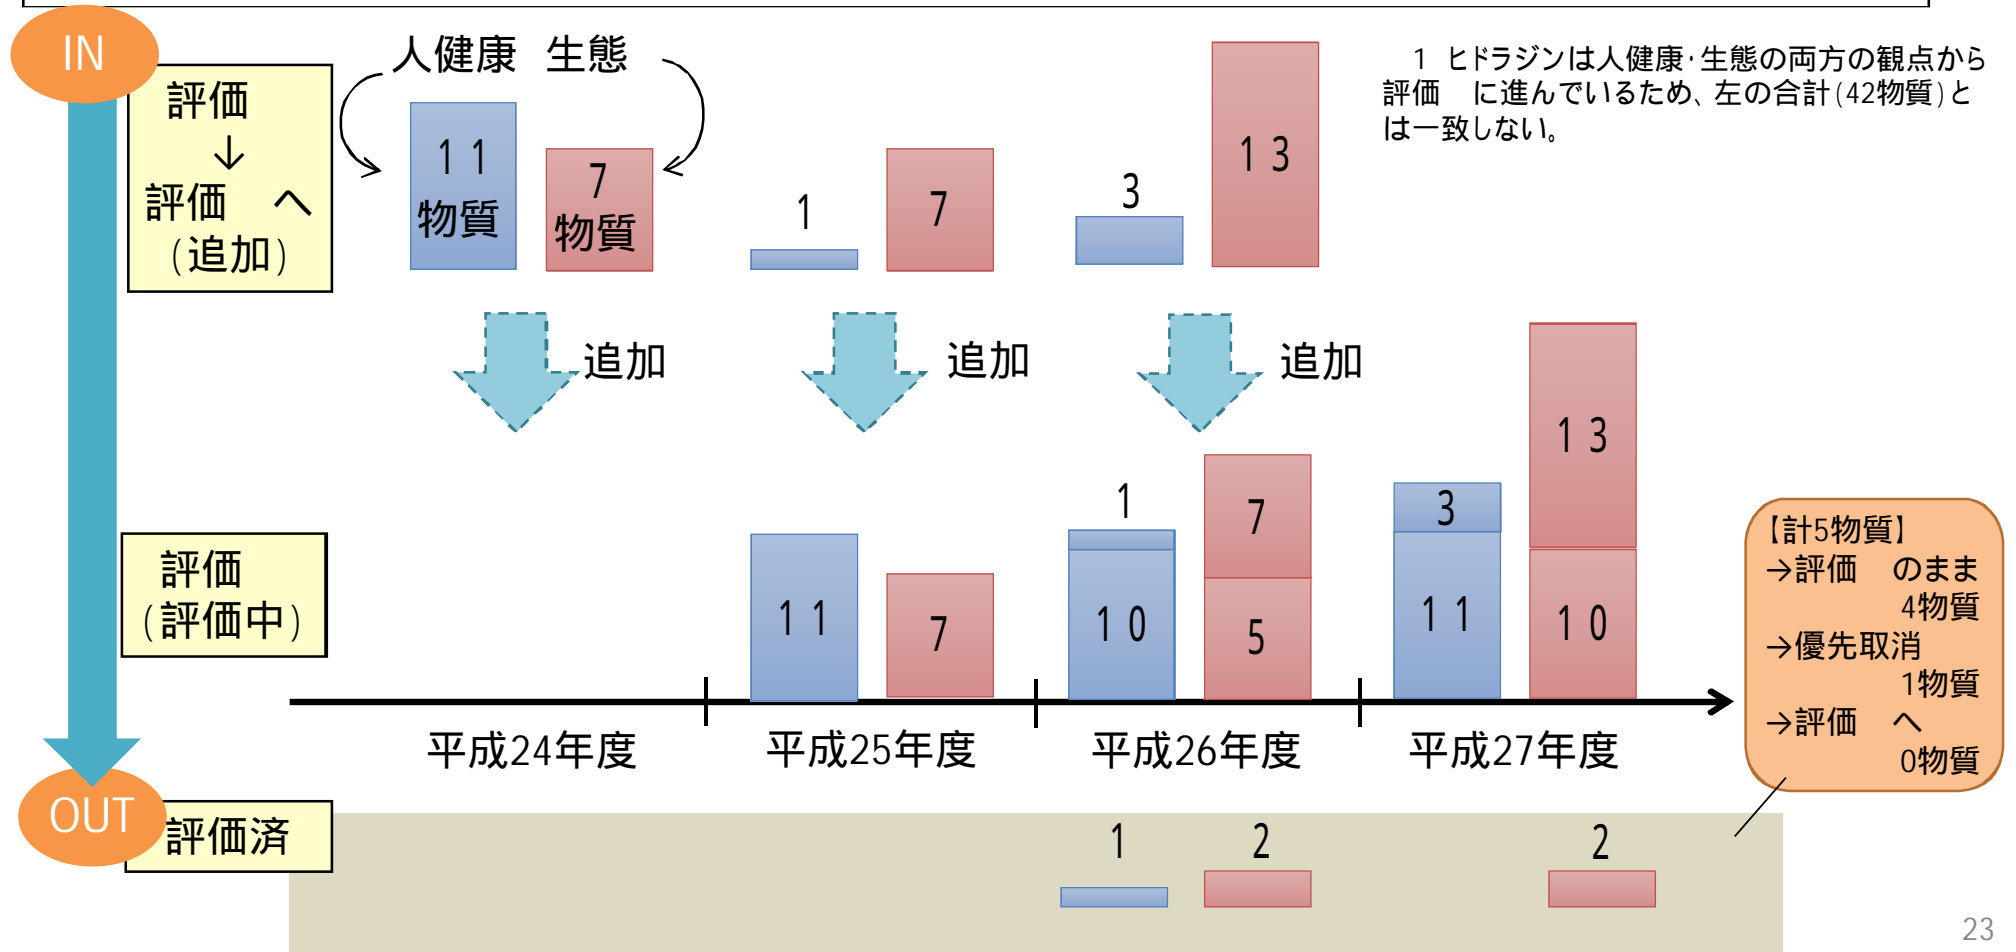 IN
評価
↓
評価　へ
(追加)
人健康　生態
１１
物質
7
物質
1
7
3
１３
1 ヒドラジンは人健康・生態の両方の観点から
評価　に進んでいるため、左の合計(42物質)と
は一致しない。
追加
追加
追加
評価
(評価中)
１１
7
1
１０
7
5
3
１１
１３
１０
平成24年度
平成25年度
平成26年度
平成27年度
【計5物質】
→評価　のまま
4物質
→優先取消
1物質
→評価　へ
0物質
OUT
評価済
1
2
2
23